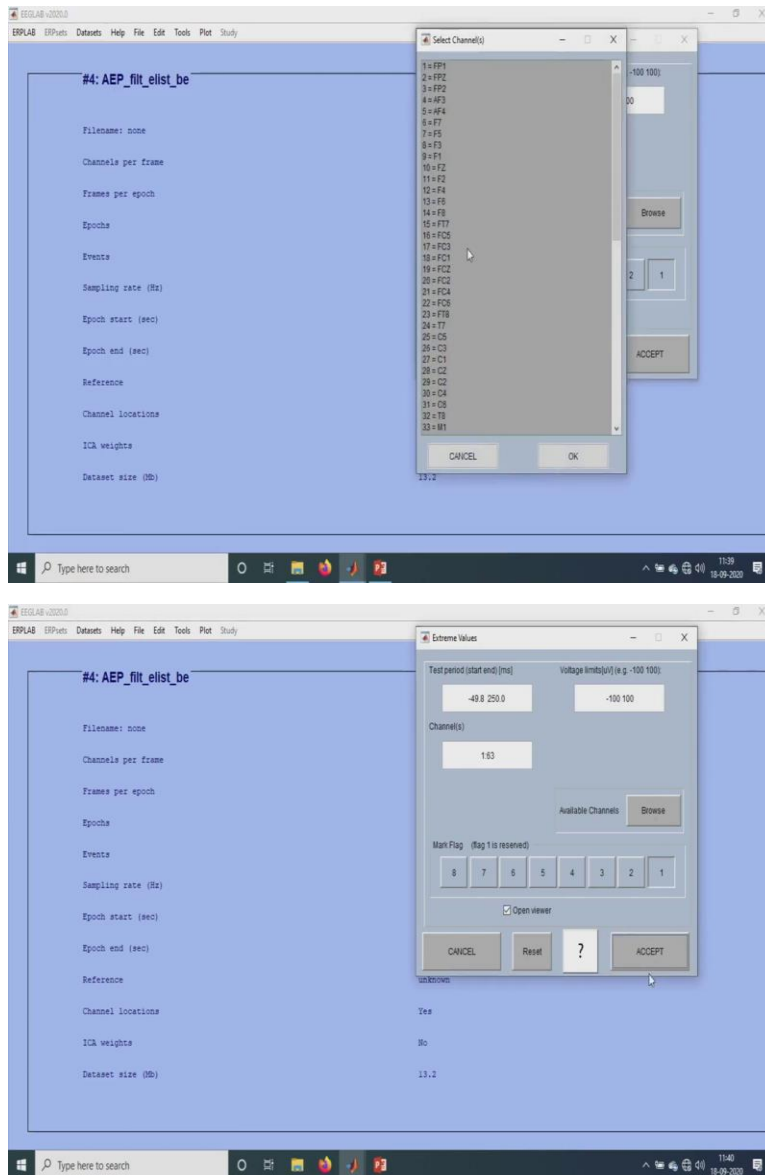 EEGLAB v2020.0
ERPLAB ERPsets Datasets Help File Edit Tools Plot Study
#4: AEP_filt_elist_be
Filename: none
Channels per frame
Frames per epoch
Epochs
Events
Sampling rate (Hz)
Epoch start (sec)
Epoch end (sec)
Reference
Channel locations
ICA weights
Dataset size (Mb)
13.2
Select Channel(s)
1 = FP1
2 = FPZ
3 = FP2
4 = AF3
5 = AF4
6 = F7
7 = F5
8 = F3
9 = F1
10 = FZ
11 = F2
12 = F4
13 = F6
14 = F8
15 = FT7
16 = FC5
17 = FC3
18 = FC1
19 = FCZ
20 = FC2
21 = FC4
22 = FC6
23 = FT8
24 = T7
25 = C5
26 = C3
27 = C1
28 = CZ
29 = C2
30 = C4
31 = C6
32 = T8
33 = M1
CANCEL OK
-100 100):
00
Browse
2 1
ACCEPT
Type here to search
11:39
18-09-2020
EEGLAB v2020.0
ERPLAB ERPsets Datasets Help File Edit Tools Plot Study
#4: AEP_filt_elist_be
Filename: none
Channels per frame
Frames per epoch
Epochs
Events
Sampling rate (Hz)
Epoch start (sec)
Epoch end (sec)
Reference unknown
Channel locations Yes
ICA weights No
Dataset size (Mb) 13.2
Extreme Values
Test period (start end) [ms] Voltage limits[uV] (e.g. -100 100):
-49.8 250.0 -100 100
Channel(s)
1:63
Available Channels Browse
Mark Flag (flag 1 is reserved)
8 7 6 5 4 3 2 1
Open viewer
CANCEL Reset ? ACCEPT
Type here to search
11:40
18-09-2020